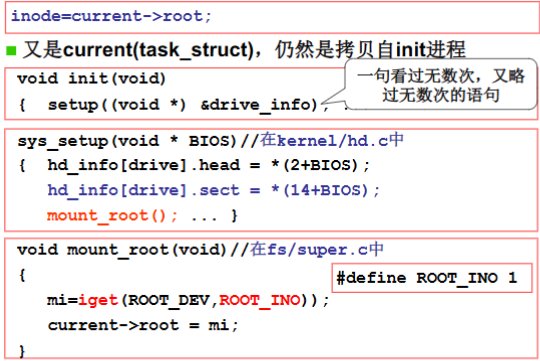 inode=current->root;
又是current(task_struct)，仍然是拷贝自init进程
void init(void)
{ setup((void *) &drive_info); ..
一句看过无数次，又略
过无数次的语句
sys_setup(void * BIOS)//在kernel/hd.c中
{ hd_info[drive].head = *(2+BIOS);
hd_info[drive].sect = *(14+BIOS);
mount_root(); ... }
void mount_root(void)//在fs/super.c中
{
#define ROOT_INO 1
mi=iget(ROOT_DEV,ROOT_INO));
current->root = mi;
}